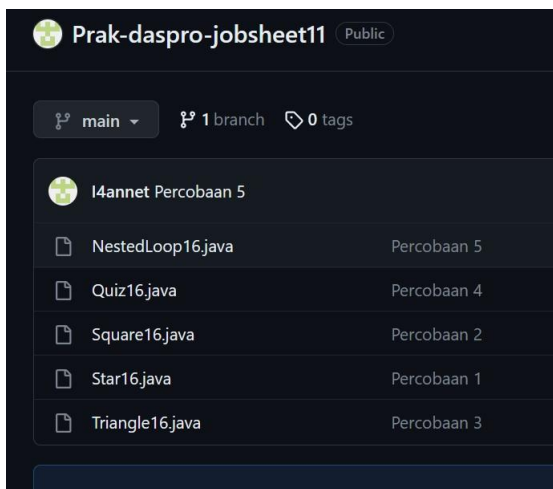 Prak-daspro-jobsheet11 Public
main 1 branch 0 tags
l4annet Percobaan 5
NestedLoop16.java Percobaan 5
Quiz16.java Percobaan 4
Square16.java Percobaan 2
Star16.java Percobaan 1
Triangle16.java Percobaan 3